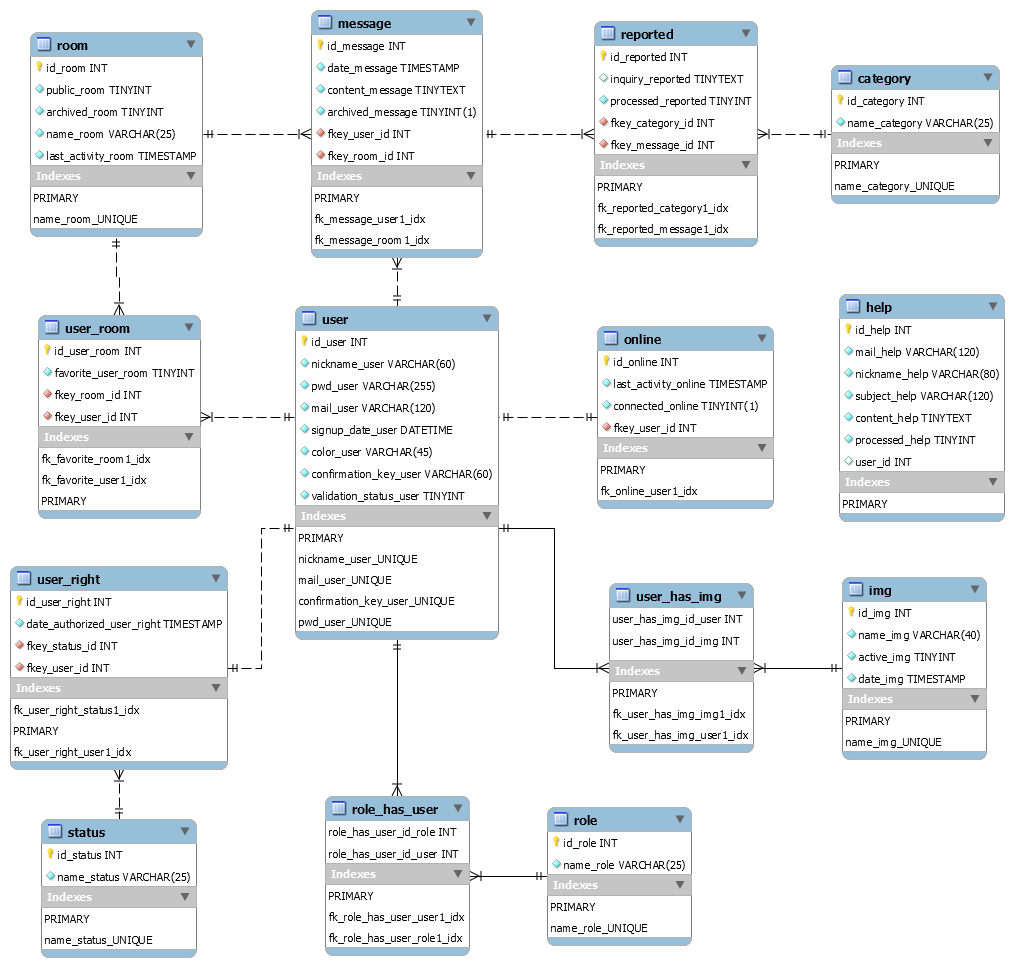 room
id_room INT
public_room TINYINT
archived_room TINYINT
name_room VARCHAR(25)
last_activity_room TIMESTAMP
Indexes
PRIMARY
name_room_UNIQUE
message
id_message INT
date_message TIMESTAMP
content_message TINYTEXT
archived_message TINYINT(1)
fkey_user_id INT
fkey_room_id INT
Indexes
PRIMARY
fk_message_user1_idx
fk_message_room1_idx
reported
id_reported INT
inquiry_reported TINYTEXT
processed_reported TINYINT
fkey_category_id INT
fkey_message_id INT
Indexes
PRIMARY
fk_reported_category1_idx
fk_reported_message1_idx
category
id_category INT
name_category VARCHAR(25)
Indexes
PRIMARY
name_category_UNIQUE
user_room
id_user_room INT
favorite_user_room TINYINT
fkey_room_id INT
fkey_user_id INT
Indexes
fk_favorite_room1_idx
fk_favorite_user1_idx
PRIMARY
user
id_user INT
nickname_user VARCHAR(60)
pwd_user VARCHAR(255)
mail_user VARCHAR(120)
signup_date_user DATETIME
color_user VARCHAR(45)
confirmation_key_user VARCHAR(60)
validation_status_user TINYINT
Indexes
PRIMARY
nickname_user_UNIQUE
mail_user_UNIQUE
confirmation_key_user_UNIQUE
pwd_user_UNIQUE
online
id_online INT
last_activity_online TIMESTAMP
connected_online TINYINT(1)
fkey_user_id INT
Indexes
PRIMARY
fk_online_user1_idx
help
id_help INT
mail_help VARCHAR(120)
nickname_help VARCHAR(80)
subject_help VARCHAR(120)
content_help TINYTEXT
processed_help TINYINT
user_id INT
Indexes
PRIMARY
user_right
id_user_right INT
date_authorized_user_right TIMESTAMP
fkey_status_id INT
fkey_user_id INT
Indexes
fk_user_right_status1_idx
PRIMARY
fk_user_right_user1_idx
user_has_img
user_has_img_id_user INT
user_has_img_id_img INT
Indexes
PRIMARY
fk_user_has_img_img1_idx
fk_user_has_img_user1_idx
img
id_img INT
name_img VARCHAR(40)
active_img TINYINT
date_img TIMESTAMP
Indexes
PRIMARY
name_img_UNIQUE
status
id_status INT
name_status VARCHAR(25)
Indexes
PRIMARY
name_status_UNIQUE
role_has_user
role_has_user_id_role INT
role_has_user_id_user INT
Indexes
PRIMARY
fk_role_has_user_user1_idx
fk_role_has_user_role1_idx
role
id_role INT
name_role VARCHAR(25)
Indexes
PRIMARY
name_role_UNIQUE